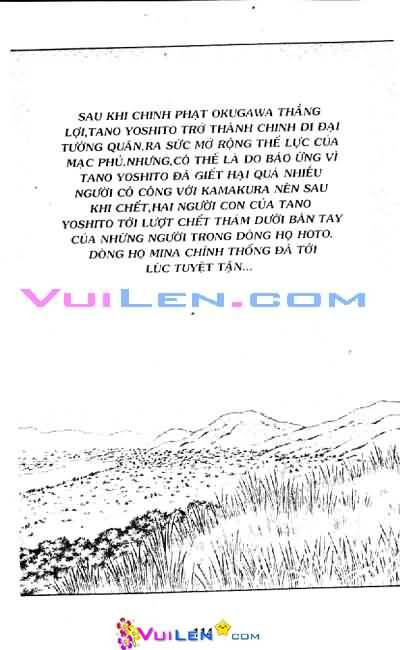 SAU KHI CHINH PHẠT OKUGAWA THẮNG
LỢI,TANO YOSHITO TRỞ THÀNH CHINH DI ĐẠI
TƯỚNG QUÂN,RA SỨC MỞ RỘNG THẾ LỰC CỦA
MẠC PHỦ.NHƯNG,CÓ THỂ LÀ DO BÁO ỨNG VÌ
TANO YOSHITO ĐÃ GIẾT HẠI QUÁ NHIỀU
NGƯỜI CÓ CÔNG VỚI KAMAKURA NÊN SAU
KHI CHẾT,HAI NGƯỜI CON CỦA TANO
YOSHITO TỚI LƯỢT CHẾT THẢM DƯỚI BÀN TAY
CỦA NHỮNG NGƯỜI TRONG DÒNG HỌ HOTO.
DÒNG HỌ MINA CHÍNH THỐNG ĐÃ TỚI
LÚC TUYỆT TẬN...
VUILEN.COM
VUILEN
.COM